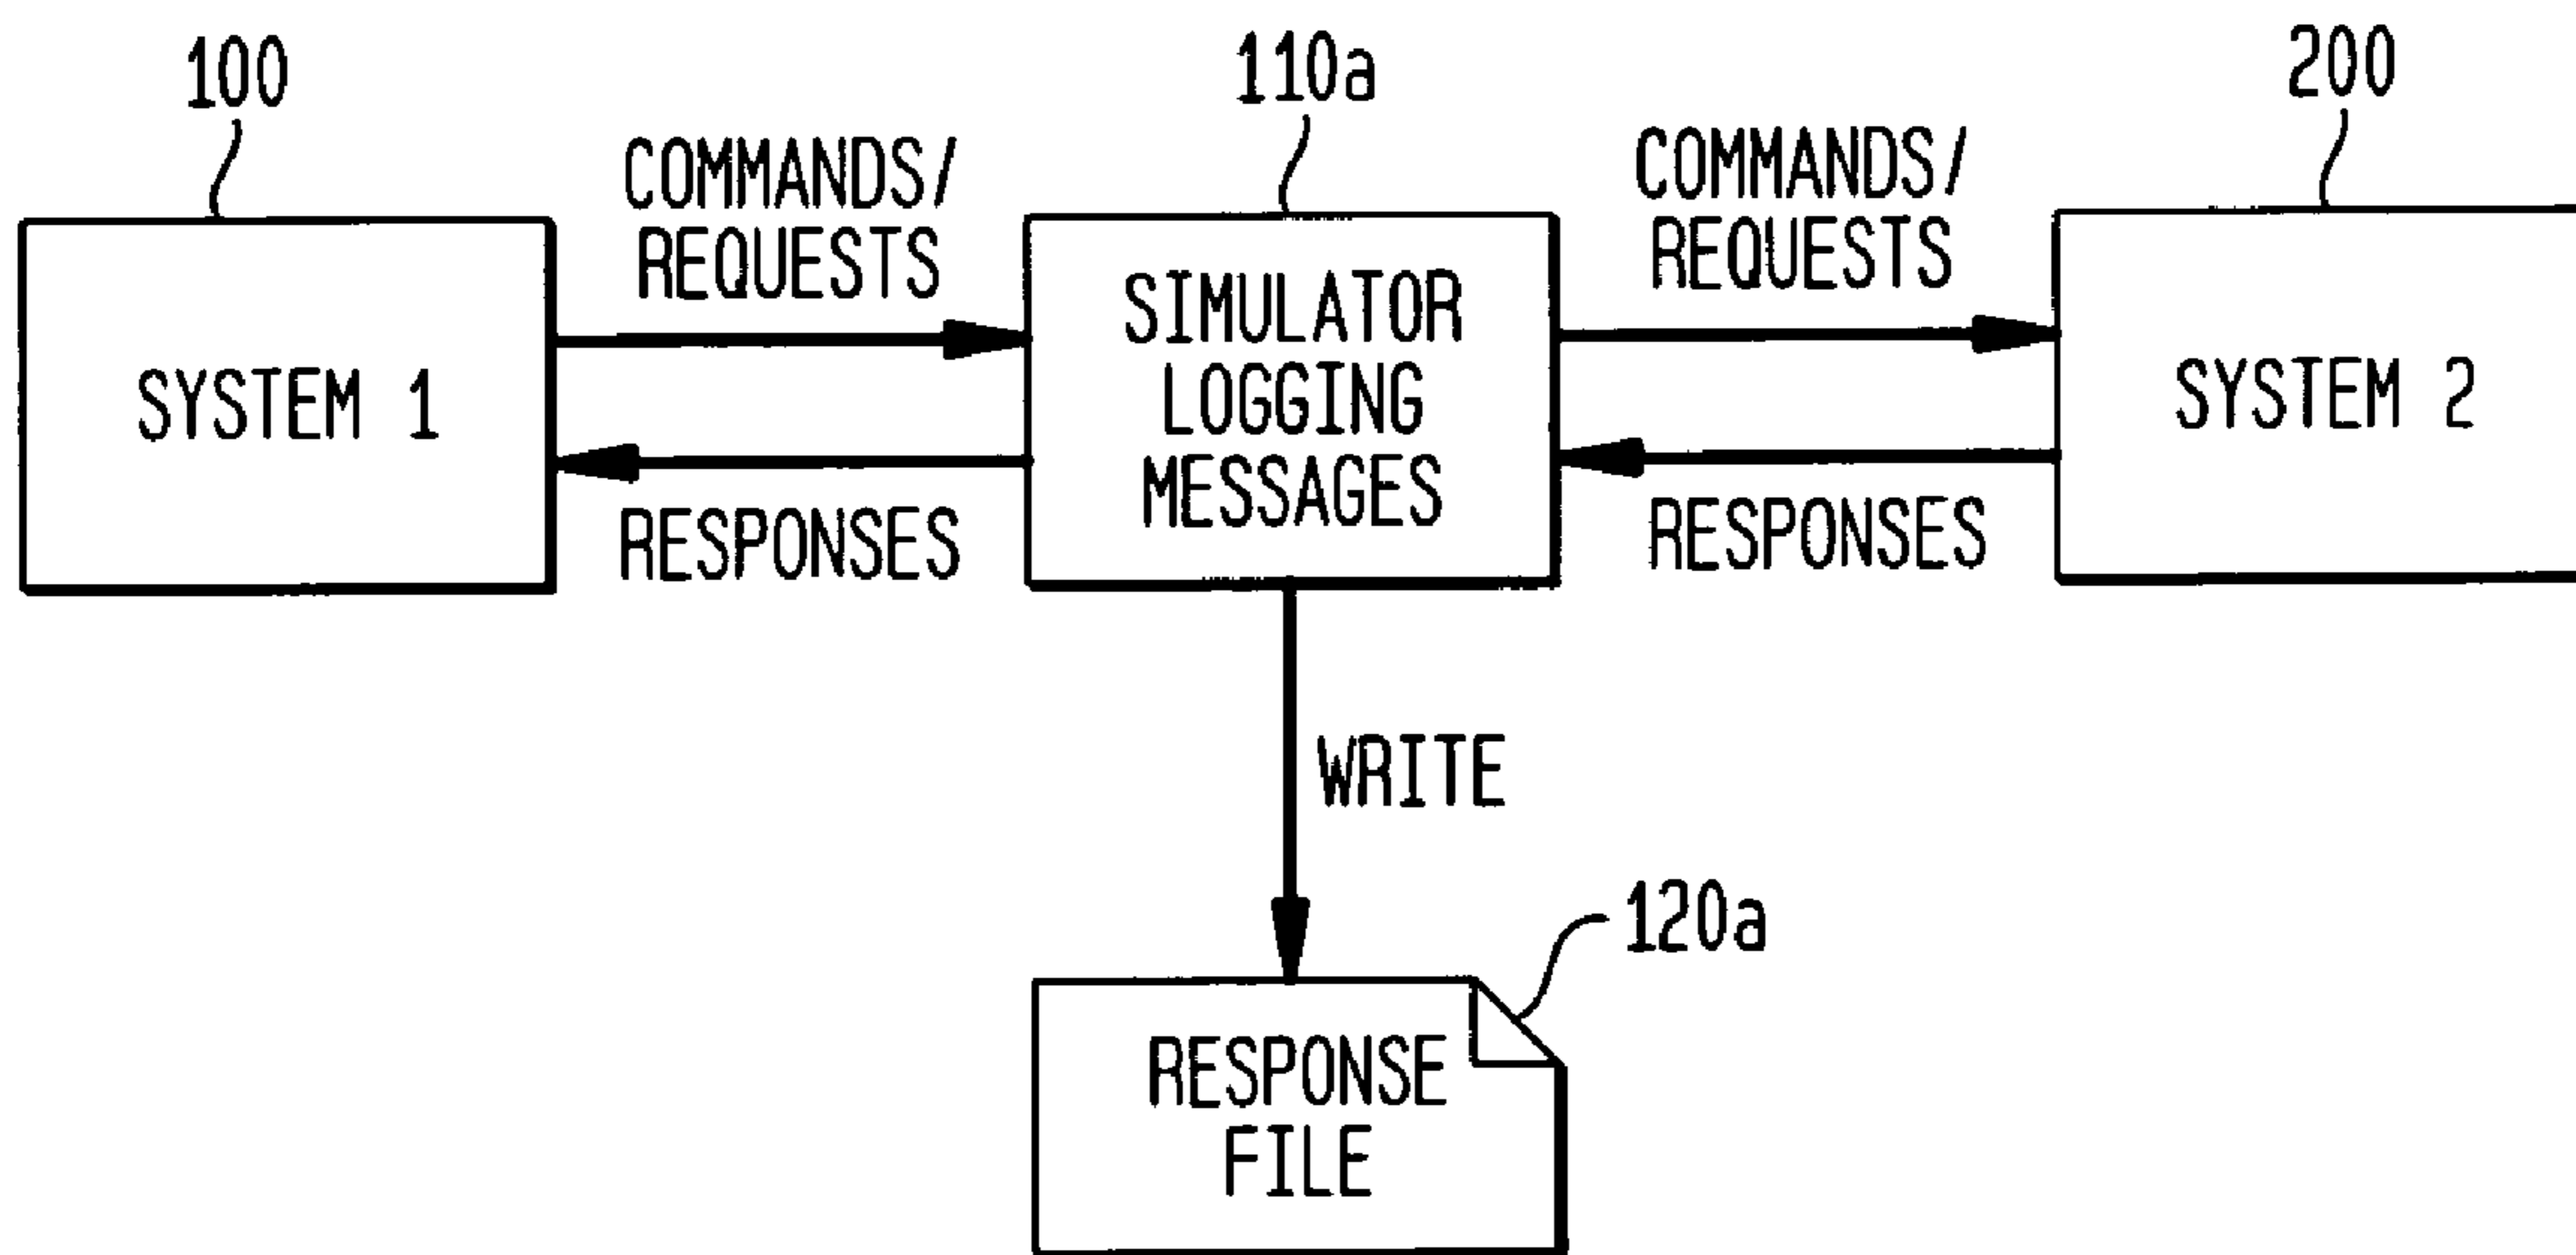 100
110a
200
COMMANDS/
REQUESTS
COMMANDS/
REQUESTS
SYSTEM 1
SIMULATOR
LOGGING
MESSAGES
SYSTEM 2
RESPONSES
RESPONSES
WRITE
120a
RESPONSE
FILE